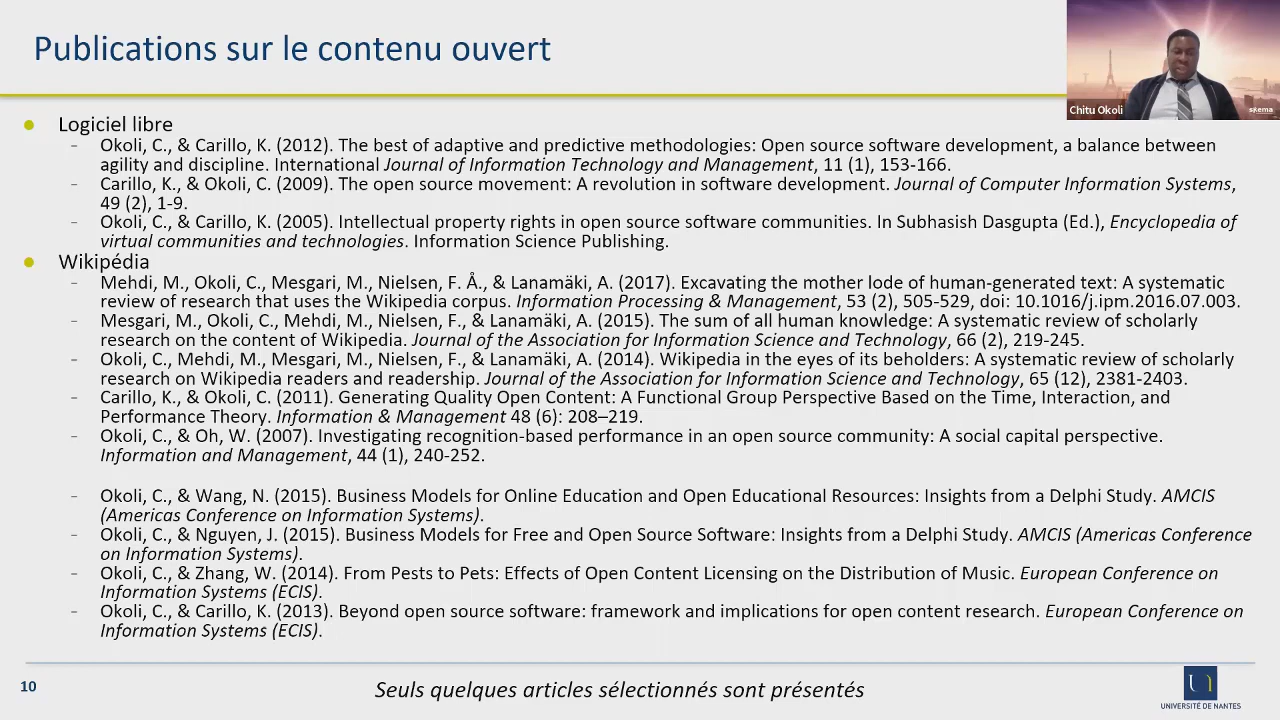 Publications sur le contenu ouvert
Chitu Okoli
skema
Logiciel libre
- Okoli, C., & Carillo, K. (2012). The best of adaptive and predictive methodologies: Open source software development, a balance between
agility and discipline. International Journal of Information Technology and Management, 11 (1), 153-166.
- Carillo, K., & Okoli, C. (2009). The open source movement: A revolution in software development. Journal of Computer Information Systems,
49 (2), 1-9.
- Okoli, C., & Carillo, K. (2005). Intellectual property rights in open source software communities. In Subhasish Dasgupta (Ed.), Encyclopedia of
virtual communities and technologies. Information Science Publishing.
Wikipédia
- Mehdi, M., Okoli, C., Mesgari, M., Nielsen, F. Å., & Lanamäki, A. (2017). Excavating the mother lode of human-generated text: A systematic
review of research that uses the Wikipedia corpus. Information Processing & Management, 53 (2), 505-529, doi: 10.1016/j.ipm.2016.07.003.
- Mesgari, M., Okoli, C., Mehdi, M., Nielsen, F., & Lanamäki, A. (2015). The sum of all human knowledge: A systematic review of scholarly
research on the content of Wikipedia. Journal of the Association for Information Science and Technology, 66 (2), 219-245.
- Okoli, C., Mehdi, M., Mesgari, M., Nielsen, F., & Lanamäki, A. (2014). Wikipedia in the eyes of its beholders: A systematic review of scholarly
research on Wikipedia readers and readership. Journal of the Association for Information Science and Technology, 65 (12), 2381-2403.
- Carillo, K., & Okoli, C. (2011). Generating Quality Open Content: A Functional Group Perspective Based on the Time, Interaction, and
Performance Theory. Information & Management 48 (6): 208–219.
- Okoli, C., & Oh, W. (2007). Investigating recognition-based performance in an open source community: A social capital perspective.
Information and Management, 44 (1), 240-252.
- Okoli, C., & Wang, N. (2015). Business Models for Online Education and Open Educational Resources: Insights from a Delphi Study. AMCIS
(Americas Conference on Information Systems).
- Okoli, C., & Nguyen, J. (2015). Business Models for Free and Open Source Software: Insights from a Delphi Study. AMCIS (Americas Conference
on Information Systems).
- Okoli, C., & Zhang, W. (2014). From Pests to Pets: Effects of Open Content Licensing on the Distribution of Music. European Conference on
Information Systems (ECIS).
- Okoli, C., & Carillo, K. (2013). Beyond open source software: framework and implications for open content research. European Conference on
Information Systems (ECIS).
10
Seuls quelques articles sélectionnés sont présentés
UNIVERSITÉ DE NANTES